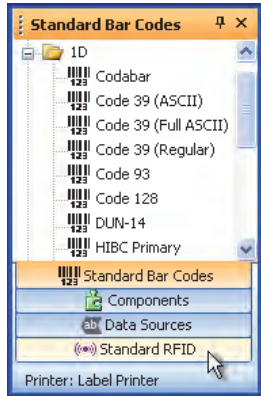 Standard Bar Codes
1D
Codabar
Code 39 (ASCII)
Code 39 (Full ASCII)
Code 39 (Regular)
Code 93
Code 128
DUN-14
HIBC Primary
Standard Bar Codes
Components
Data Sources
Standard RFID
Printer: Label Printer